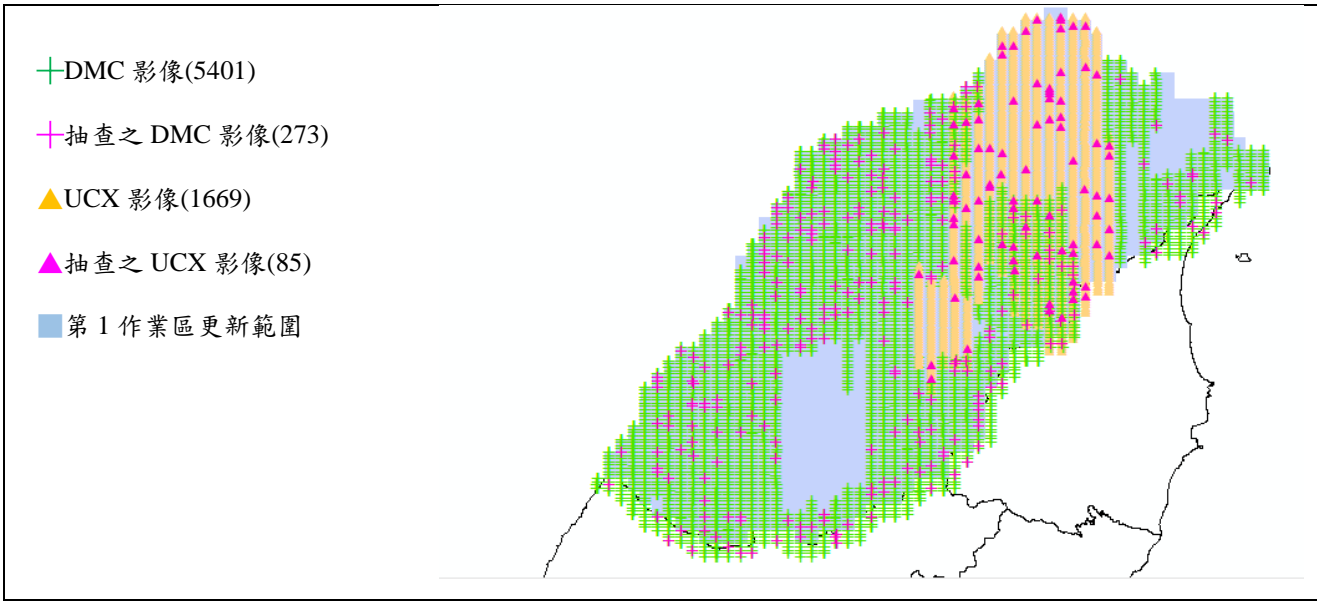 DMC 影像(5401)
抽查之 DMC 影像(273)
UCX 影像(1669)
抽查之 UCX 影像(85)
第 1 作業區更新範圍